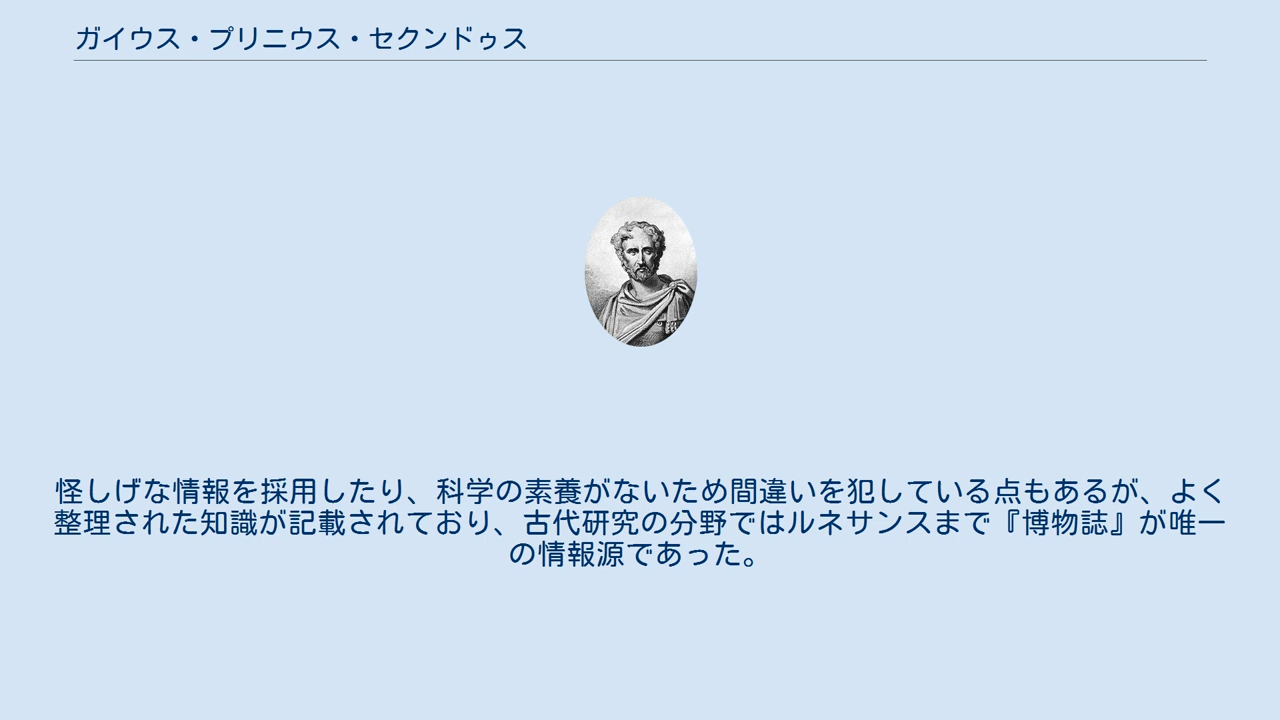 ガイウス・プリニウス・セクンドゥス
怪しげな情報を採用したり、科学の素養がないため間違いを犯している点もあるが、よく
整理された知識が記載されており、古代研究の分野ではルネサンスまで『博物誌』が唯一
の情報源であった。